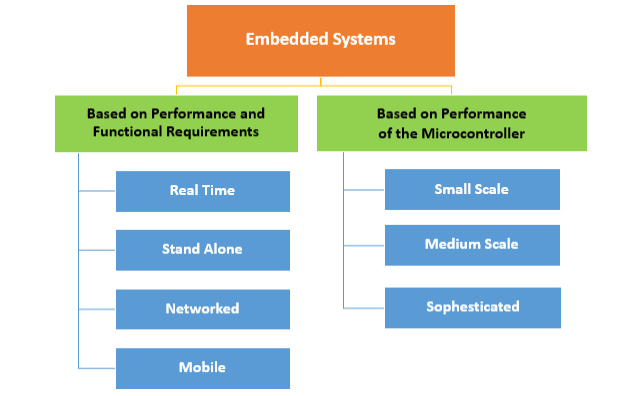 Embedded Systems
Based on Performance and
Functional Requirements
Real Time
Stand Alone
Networked
Mobile
Based on Performance
of the Microcontroller
Small Scale
Medium Scale
Sophesticated